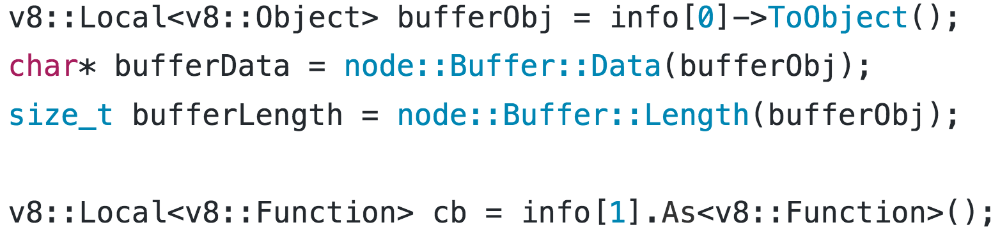 v8::Local<v8::Object> bufferObj = info[0]->ToObject();
char* bufferData = node::Buffer::Data(bufferObj);
size_t bufferLength = node::Buffer::Length(bufferObj);
v8::Local<v8::Function> cb = info[1].As<v8::Function>();